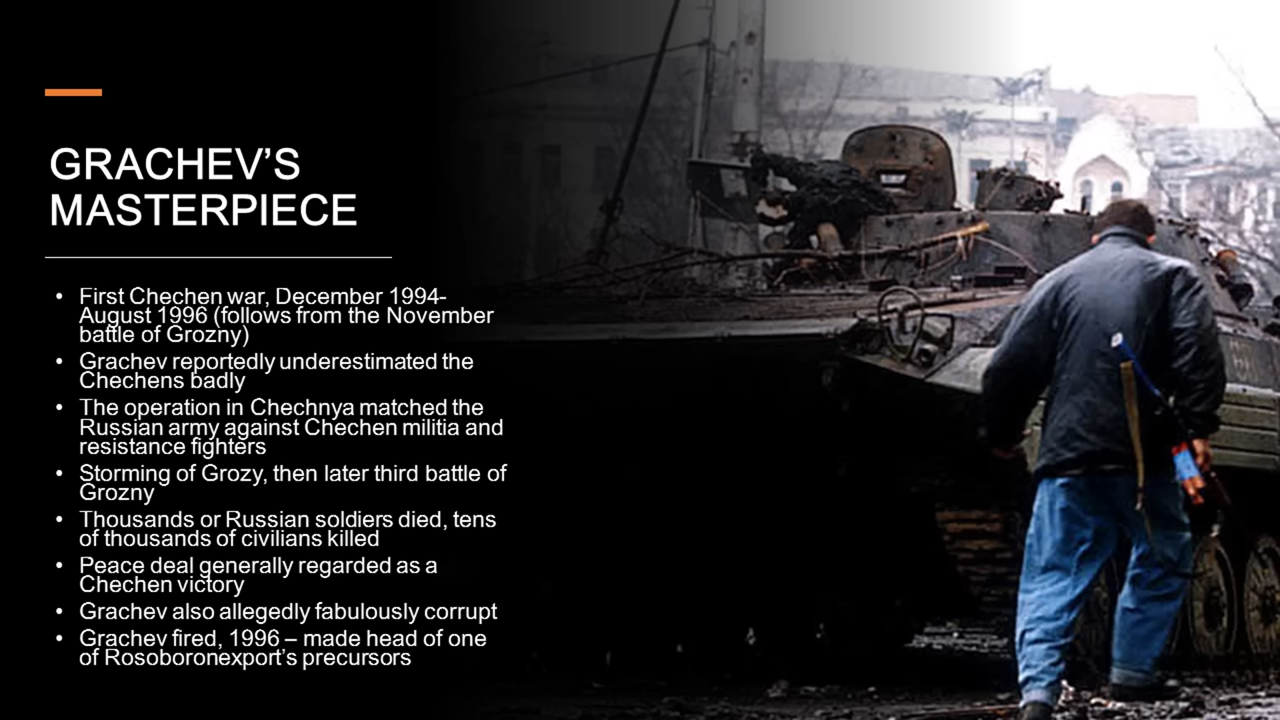 GRACHEV’S
MASTERPIECE
• First Chechen war, December 1994-
August 1996 (follows from the November
battle of Grozny)
• Grachev reportedly underestimated the
Chechens badly
• The operation in Chechnya matched the
Russian army against Chechen militia and
resistance fighters
• Storming of Grozy, then later third battle of
Grozny
• Thousands or Russian soldiers died, tens
of thousands of civilians killed
• Peace deal generally regarded as a
Chechen victory
• Grachev also allegedly fabulously corrupt
• Grachev fired, 1996 – made head of one
of Rosoboronexport’s precursors